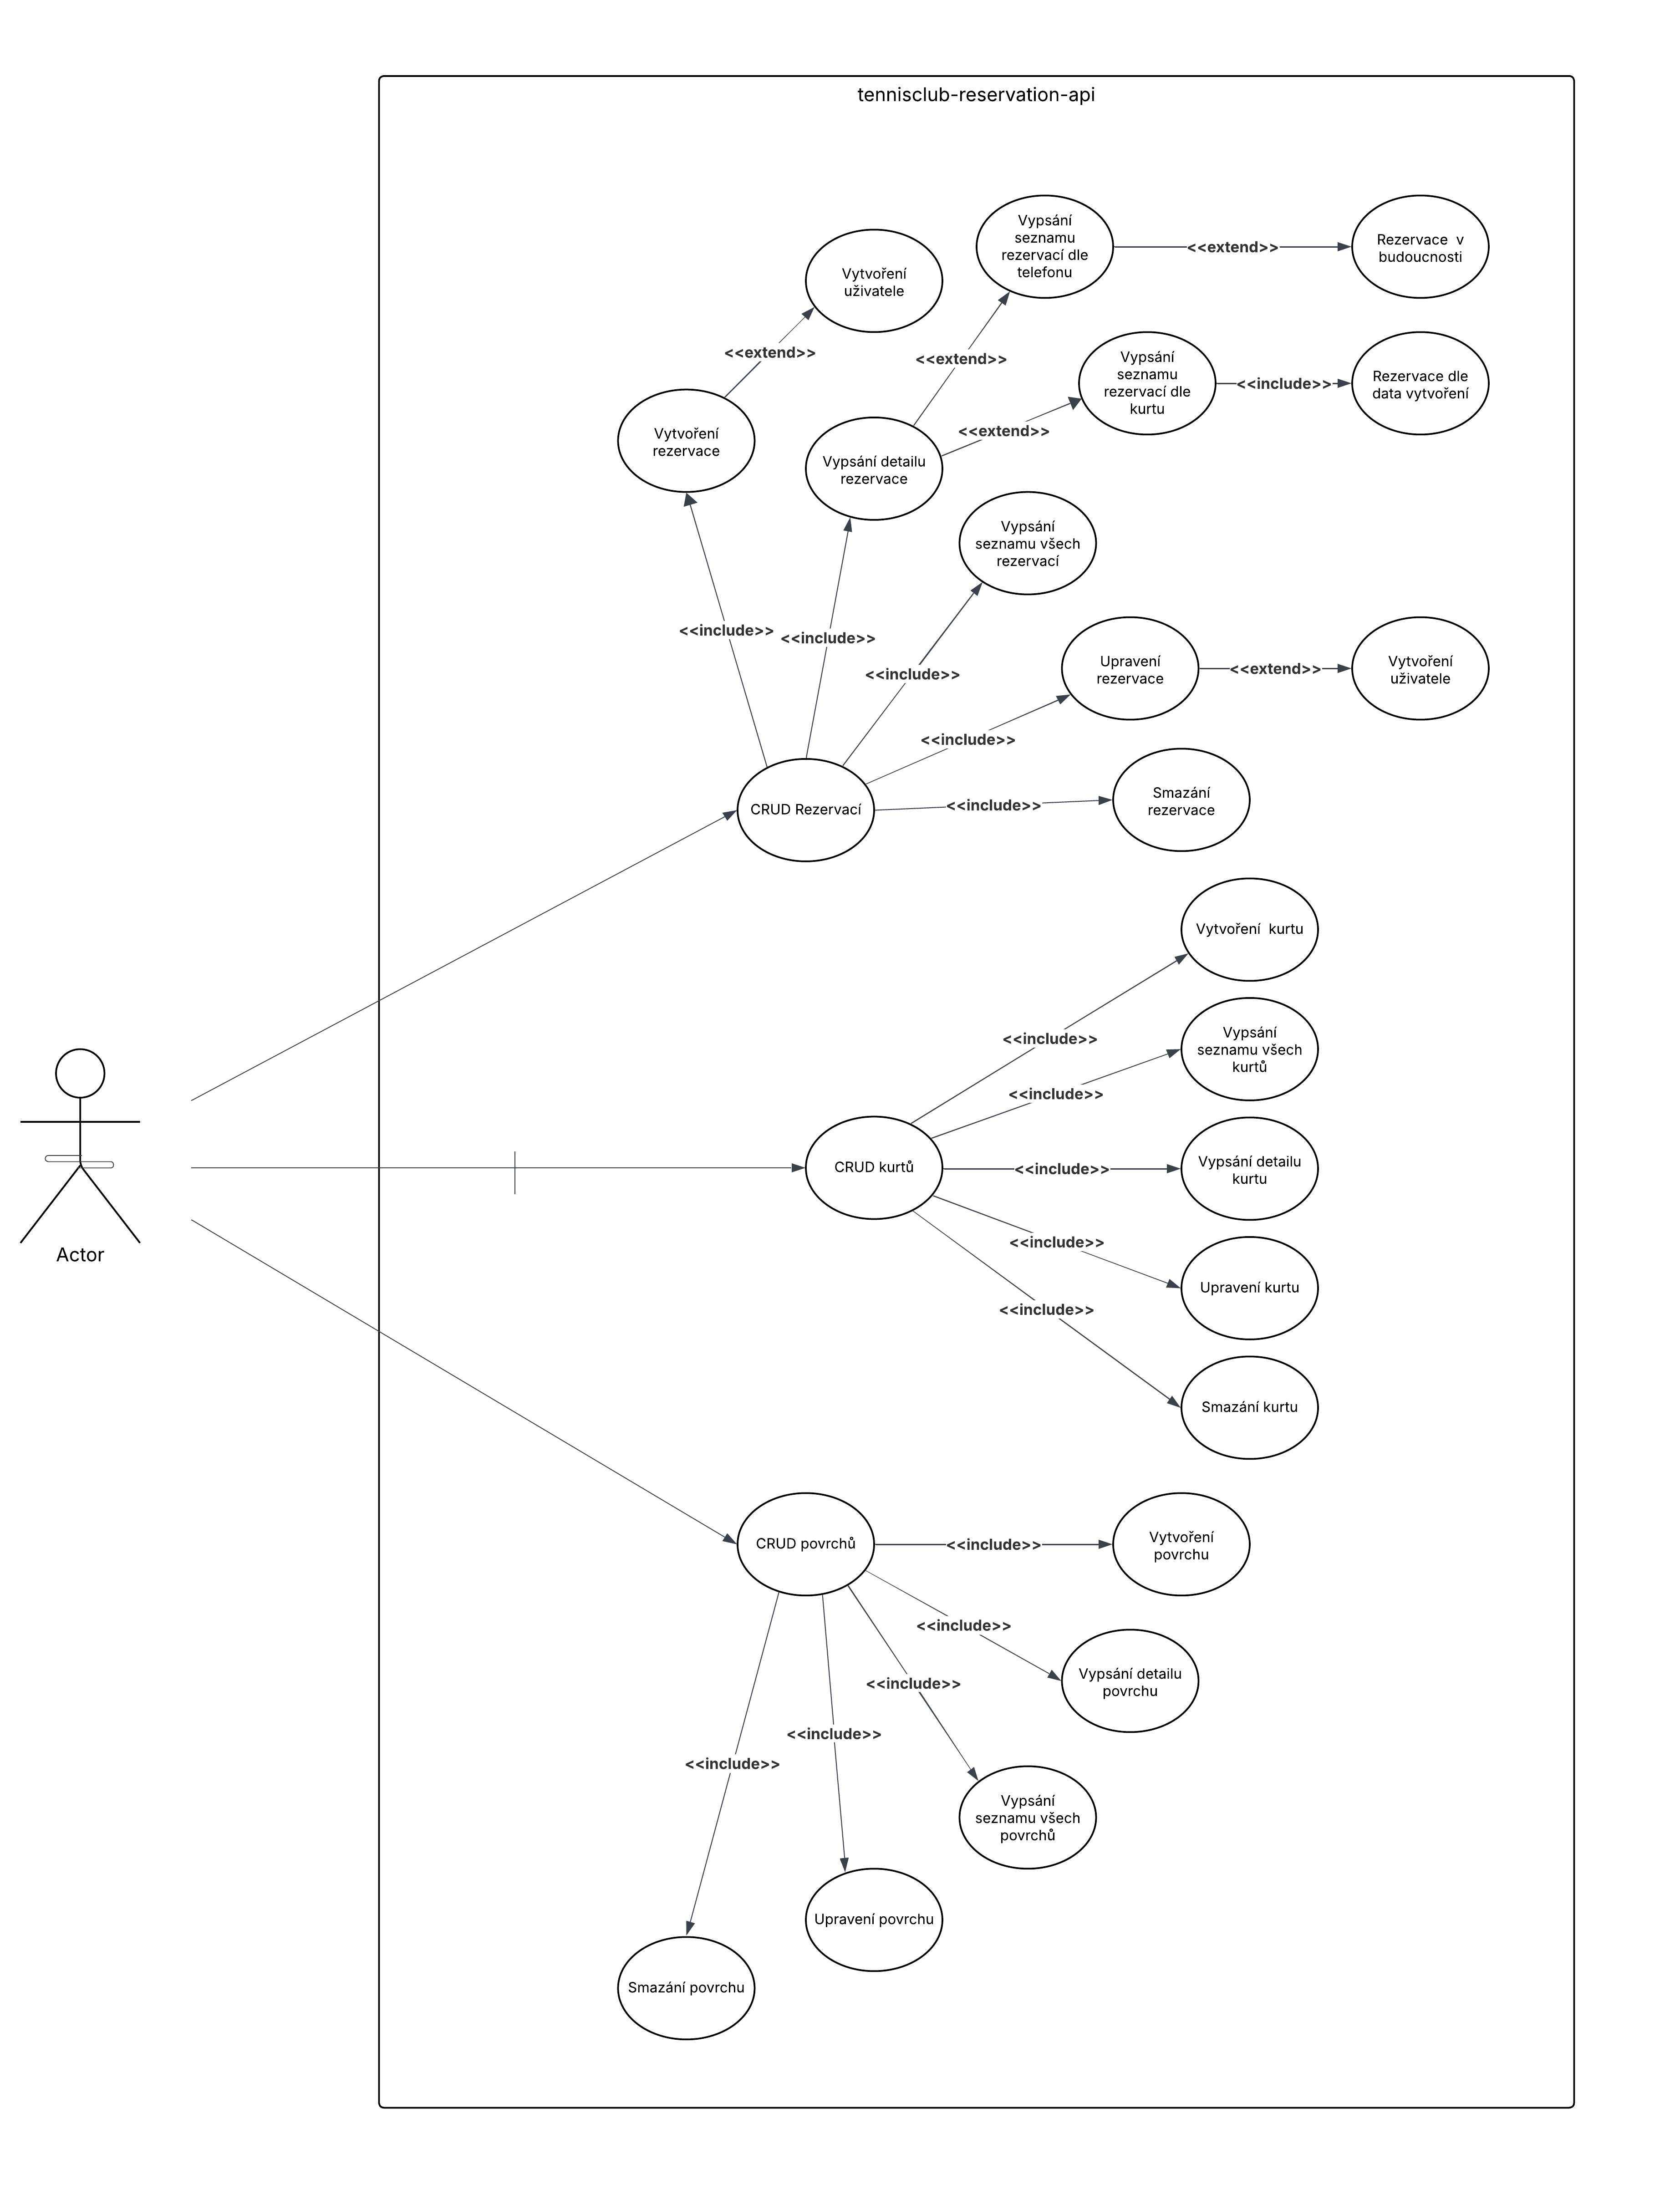 tennisclub-reservation-api
Vypsání
seznamu
rezervací dle
telefonu
<<extend>>
Rezervace  v
budoucnosti
Vytvoření
uživatele
<<extend>>
<<extend>>
Vypsání
seznamu
rezervací dle
kurtu
<<include>>
Rezervace dle
data vytvoření
<<extend>>
Vytvoření
rezervace
Vypsání detailu
rezervace
Vypsání
seznamu všech
rezervací
<<include>>
<<include>>
<<include>>
Upravení
rezervace
<<extend>>
Vytvoření
uživatele
<<include>>
CRUD Rezervací
<<include>>
Smazání
rezervace
Vytvoření  kurtu
<<include>>
Vypsání
seznamu všech
kurtů
<<include>>
CRUD kurtů
<<include>>
Vypsání detailu
kurtu
Actor
<<include>>
Upravení kurtu
<<include>>
Smazání kurtu
CRUD povrchů
<<include>>
Vytvoření
povrchu
<<include>>
Vypsání detailu
povrchu
<<include>>
<<include>>
<<include>>
Vypsání
seznamu všech
povrchů
Upravení povrchu
Smazání povrchu